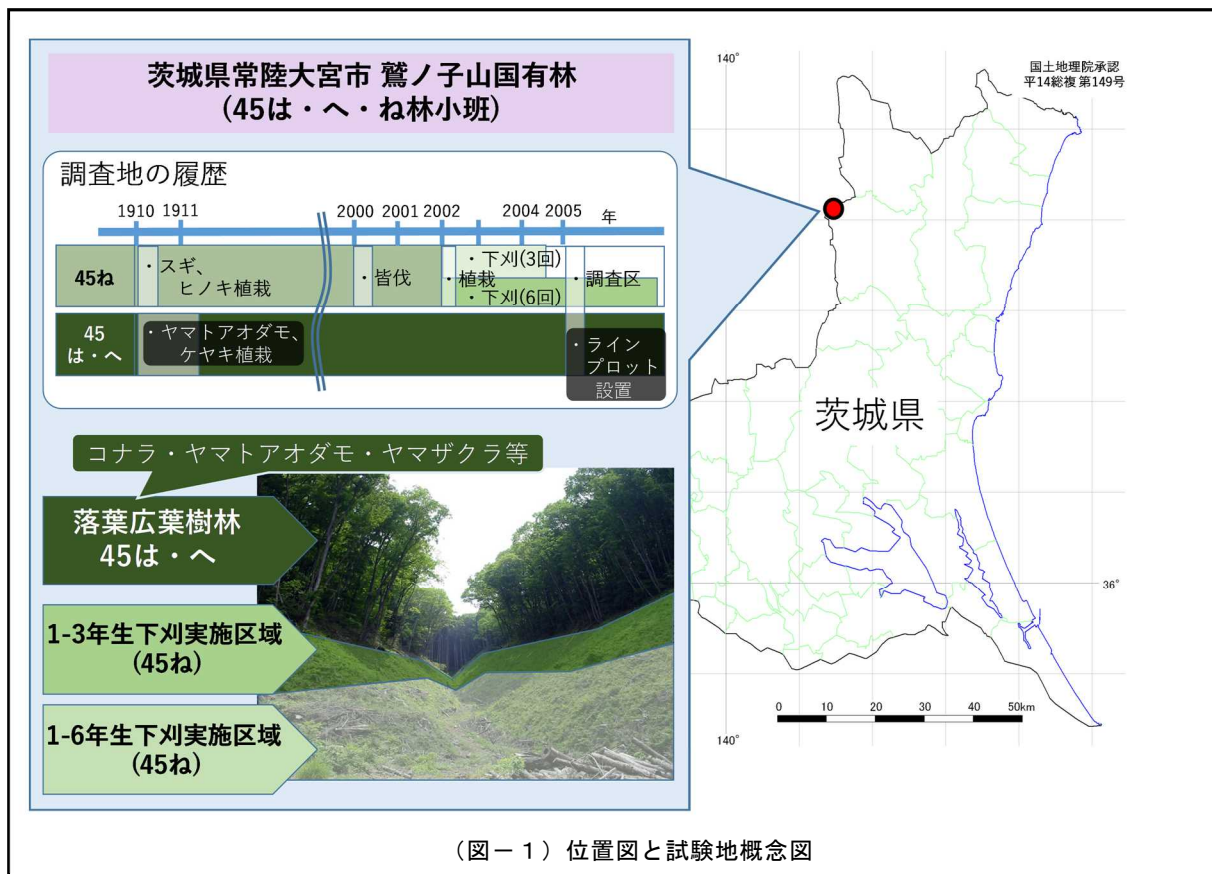 茨城県常陸大宮市 鷲ノ子山国有林
(45は・へ・ね林小班)
調査地の履歴
1910 1911 2000 2001 2002 2004 2005 年
45ね
・スギ、
ヒノキ植栽
・皆伐
・植栽
・下刈(3回)
・下刈(6回)
・調査区
45
は・へ
・ヤマトアオダモ、
ケヤキ植栽
・ライン
プロット
設置
コナラ・ヤマトアオダモ・ヤマザクラ等
落葉広葉樹林
45は・へ
1-3年生下刈実施区域
(45ね)
1-6年生下刈実施区域
(45ね)
140°
国土地理院承認
平14総複 第149号
茨城県
36°
0 10 20 30 40 50km
140°
(図-1)位置図と試験地概念図